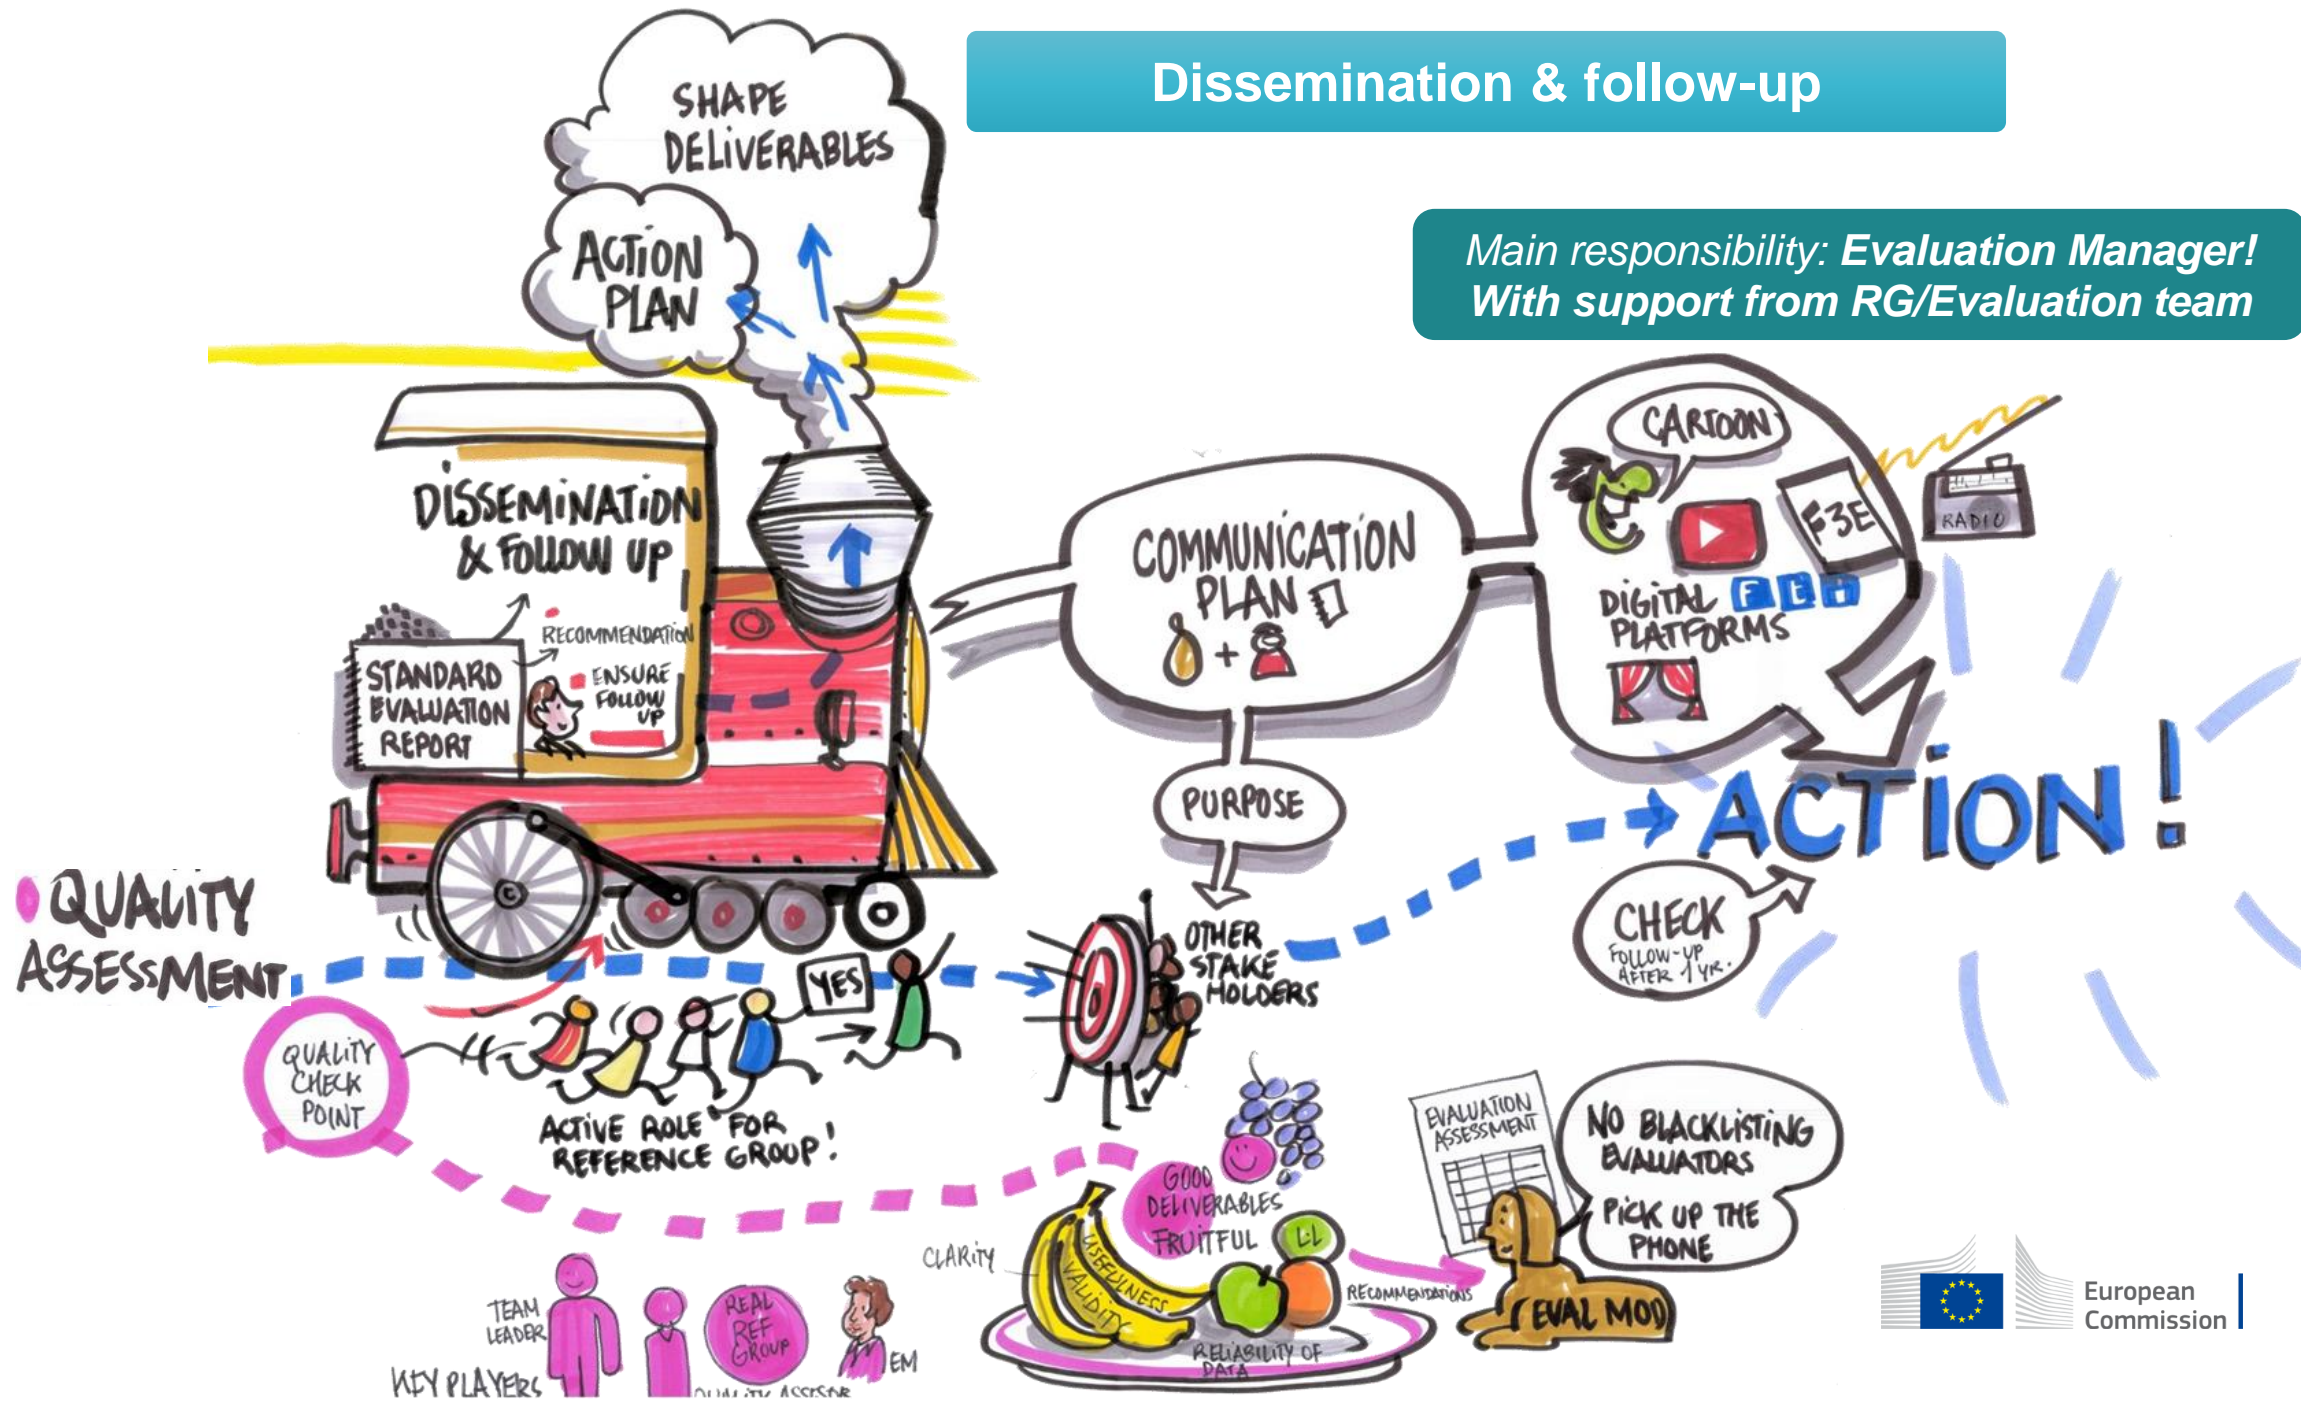 Dissemination & follow-up
Main responsibility: Evaluation Manager!
With support from RG/Evaluation team
SHAPE
DELIVERABLES
ACTION
PLAN
DISSEMINATION
& FOLLOW UP
RECOMMENDATION
ENSURE
FOLLOW
UP
STANDARD
EVALUATION
REPORT
COMMUNICATION
PLAN
+
PURPOSE
OTHER
STAKE
HOLDERS
CARTOON
F3E
RADIO
DIGITAL
PLATFORMS
ACTION!
CHECK
FOLLOW-UP
AFTER 1 YR.
QUALITY
ASSESSMENT
QUALITY
CHECK
POINT
YES
ACTIVE ROLE FOR
REFERENCE GROUP!
TEAM
LEADER
KEY PLAYERS
REAL
REF
GROUP
EM
CLARITY
USEFULNESS
VALIDITY
GOOD
DELIVERABLES
FRUITFUL
LL
RELIABILITY OF
DATA
RECOMMENDATIONS
EVALUATION
ASSESSMENT
NO BLACKLISTING
EVALUATORS
PICK UP THE
PHONE
EVAL MOD
European
Commission